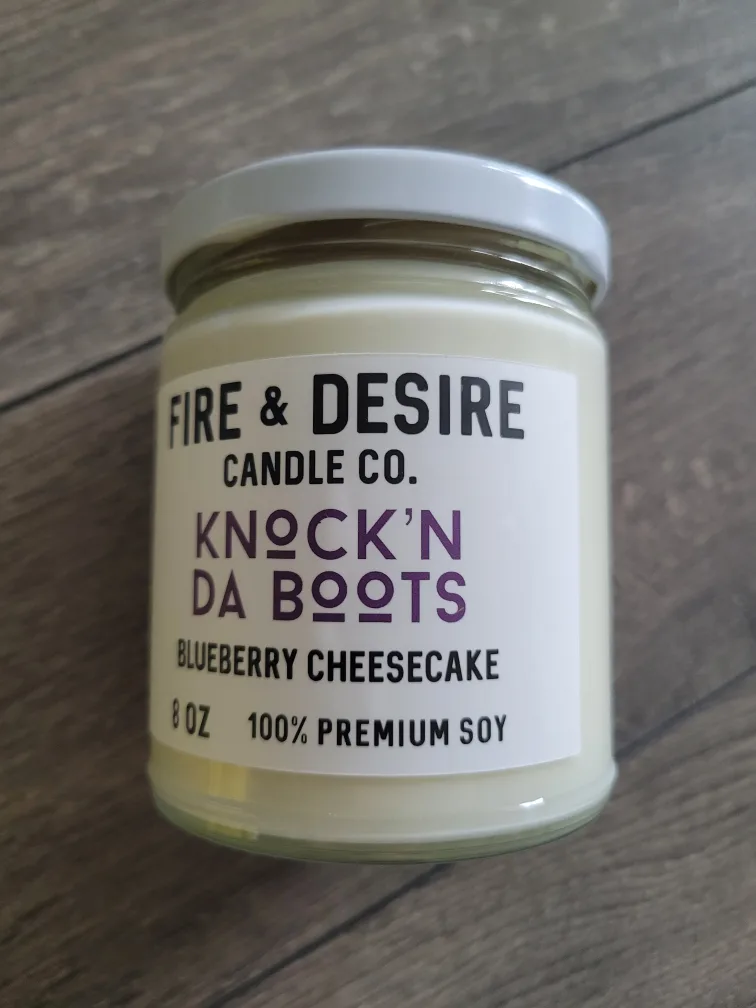 FIRE & DESIRE
CANDLE CO.
KNOCK'N
DA BOOTS
BLUEBERRY CHEESECAKE
8 OZ 100% PREMIUM SOY